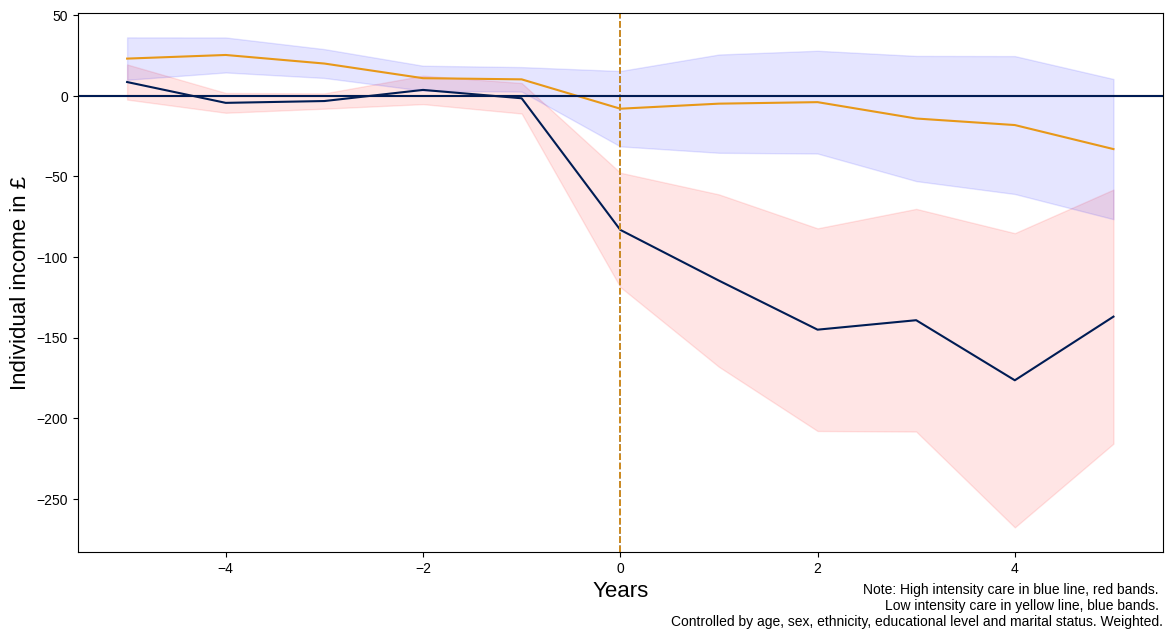 50
0
−50
−100
−150
−200
−250
Individual income in £
−4
−2
0
2
4
Years
Note: High intensity care in blue line, red bands.
Low intensity care in yellow line, blue bands.
Controlled by age, sex, ethnicity, educational level and marital status. Weighted.